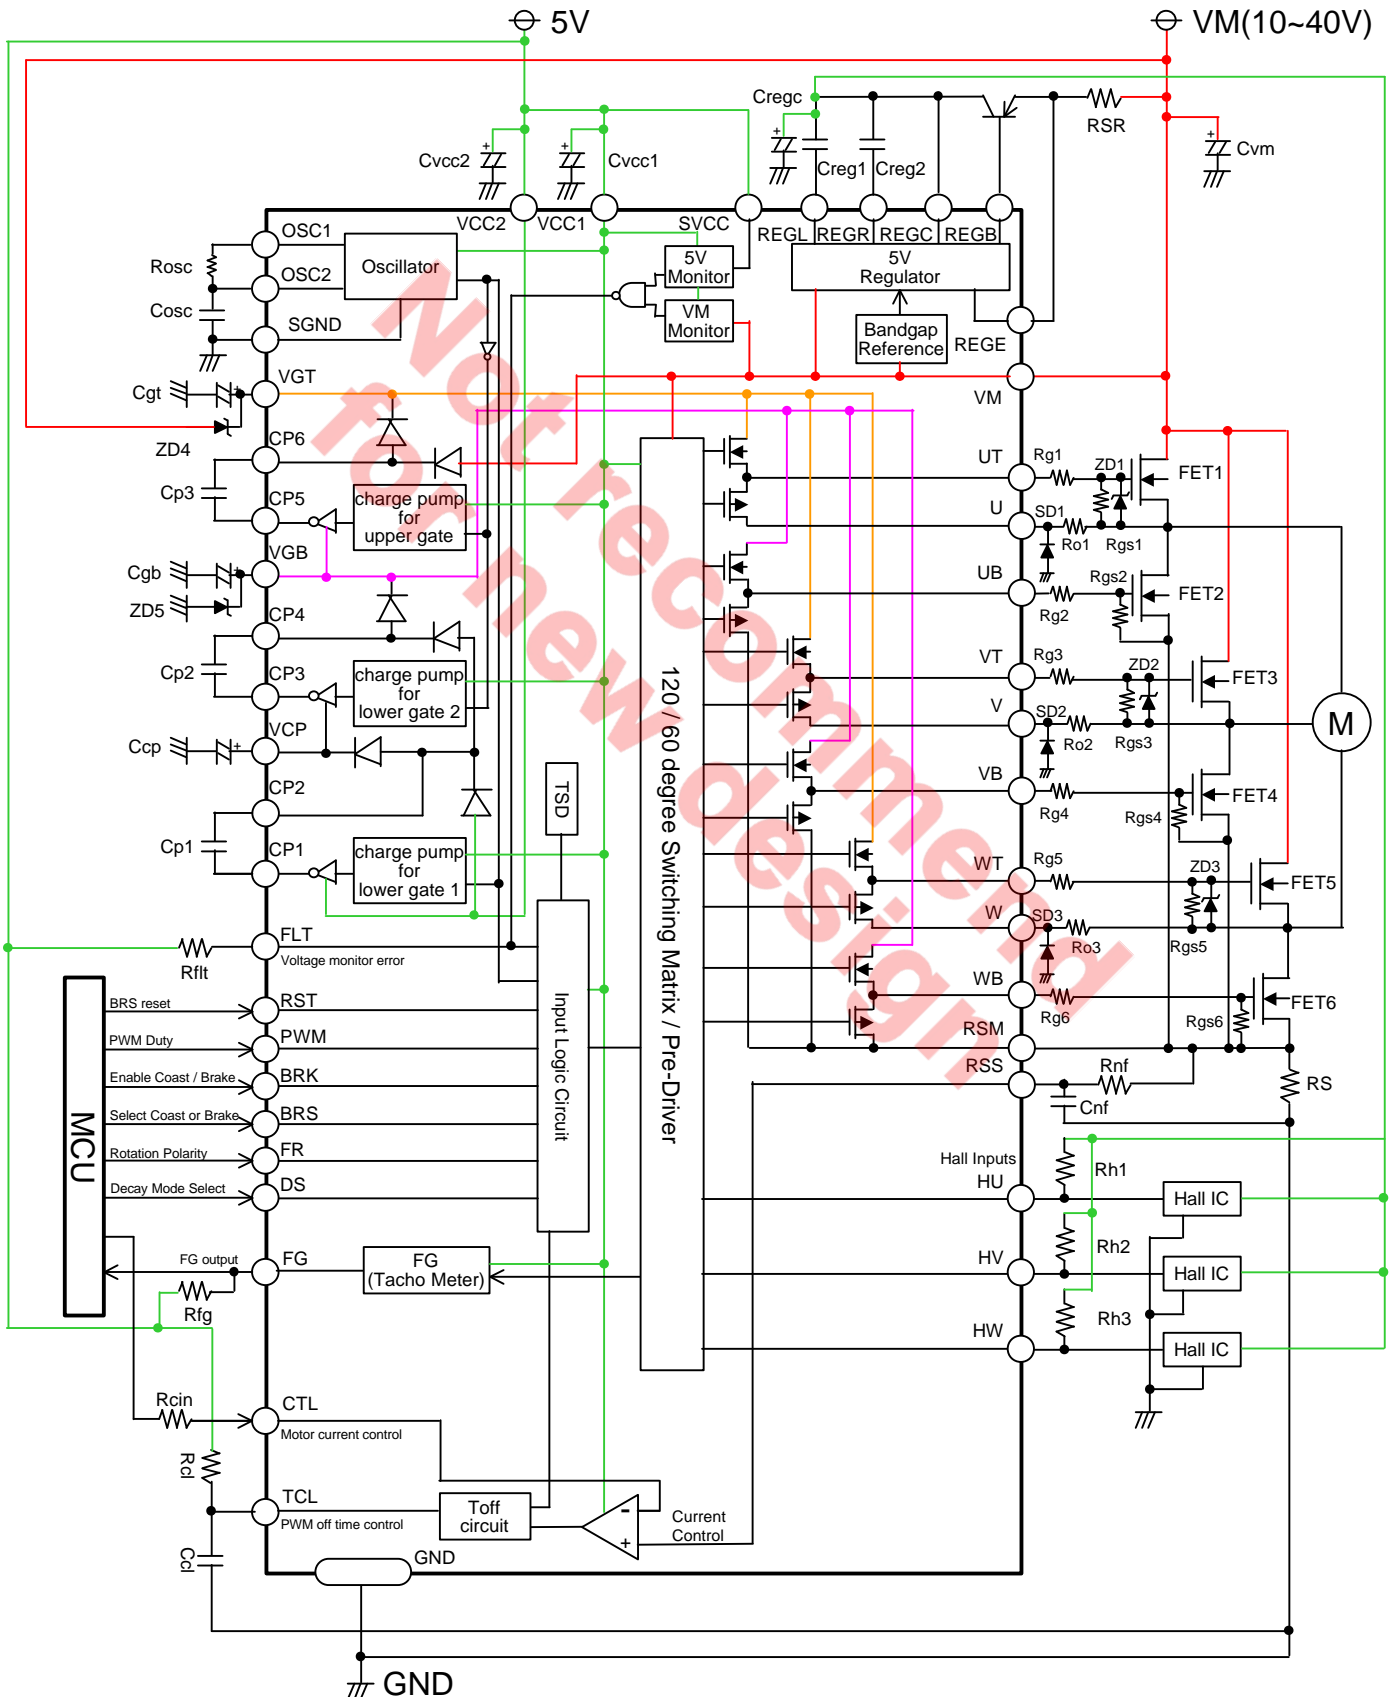 5V
VM(10~40V)
Cregc
RSR
+
Cvcc2
+
Cvcc1
+
Creg1
Creg2
+
Cvm
VCC2
VCC1
SVCC
REGL
REGR
REGC
REGB
OSC1
Rosc
OSC2
Cosc
SGND
Oscillator
5V
Monitor
VM
Monitor
5V
Regulator
Bandgap
Reference
REGE
VM
Cgt
+
VGT
ZD4
CP6
Cp3
CP5
charge pump
for
upper gate
VGB
Cgb
+
ZD5
CP4
Cp2
CP3
charge pump
for
lower gate 2
VCP
Ccp
+
CP2
Cp1
CP1
charge pump
for
lower gate 1
TSD
120 / 60 degree Switching Matrix / Pre-Driver
Input Logic Circuit
UT
Rg1
ZD1
FET1
U
SD1
Ro1
Rgs1
UB
Rg2
Rgs2
FET2
VT
Rg3
ZD2
FET3
V
SD2
Ro2
Rgs3
M
VB
Rg4
Rgs4
FET4
WT
Rg5
ZD3
FET5
W
SD3
Ro3
Rgs5
WB
Rg6
Rgs6
FET6
RSM
RSS
Rnf
Cnf
RS
Rflt
FLT
Voltage monitor error
MCU
BRS reset
RST
PWM Duty
PWM
Enable Coast / Brake
BRK
Select Coast or Brake
BRS
Rotation Polarity
FR
Decay Mode Select
DS
FG output
FG
Rfg
FG
(Tacho Meter)
Hall Inputs
HU
Rh1
Hall IC
HV
Rh2
Hall IC
HW
Rh3
Hall IC
Rcin
CTL
Motor current control
Rcl
TCL
PWM off time control
Toff
circuit
-
+
Current
Control
Ccl
GND
GND
Not recommend
for new design